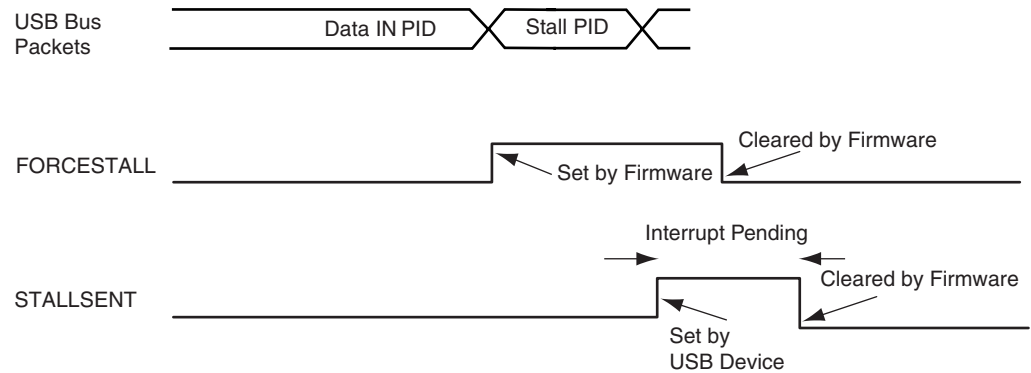 USB Bus
Packets
Data IN PID
Stall PID
FORCESTALL
Set by Firmware
Cleared by Firmware
Interrupt Pending
STALLSENT
Cleared by Firmware
Set by
USB Device